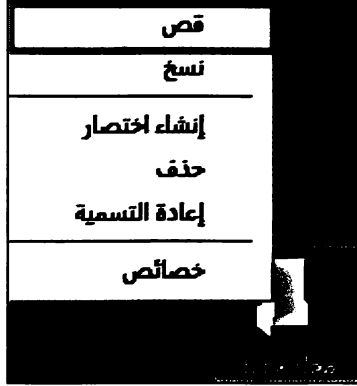 قص
نسخ
إنشاء اختصار
حذف
إعادة التسمية
خصائص